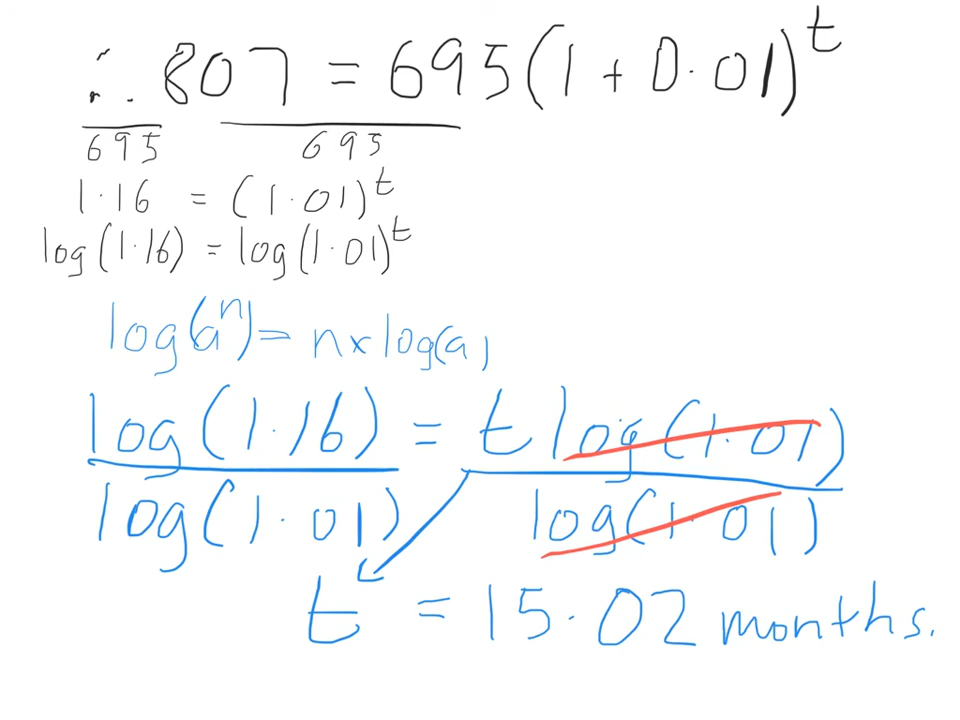 ∴ 807 = 695(1 + 0.01)^t
695 695
1.16 = (1.01)^t
log(1.16) = log(1.01)^t
log(a^n) = n x log(a)
log(1.16) = t log(1.01)
log(1.01) log(1.01)
t = 15.02 months.